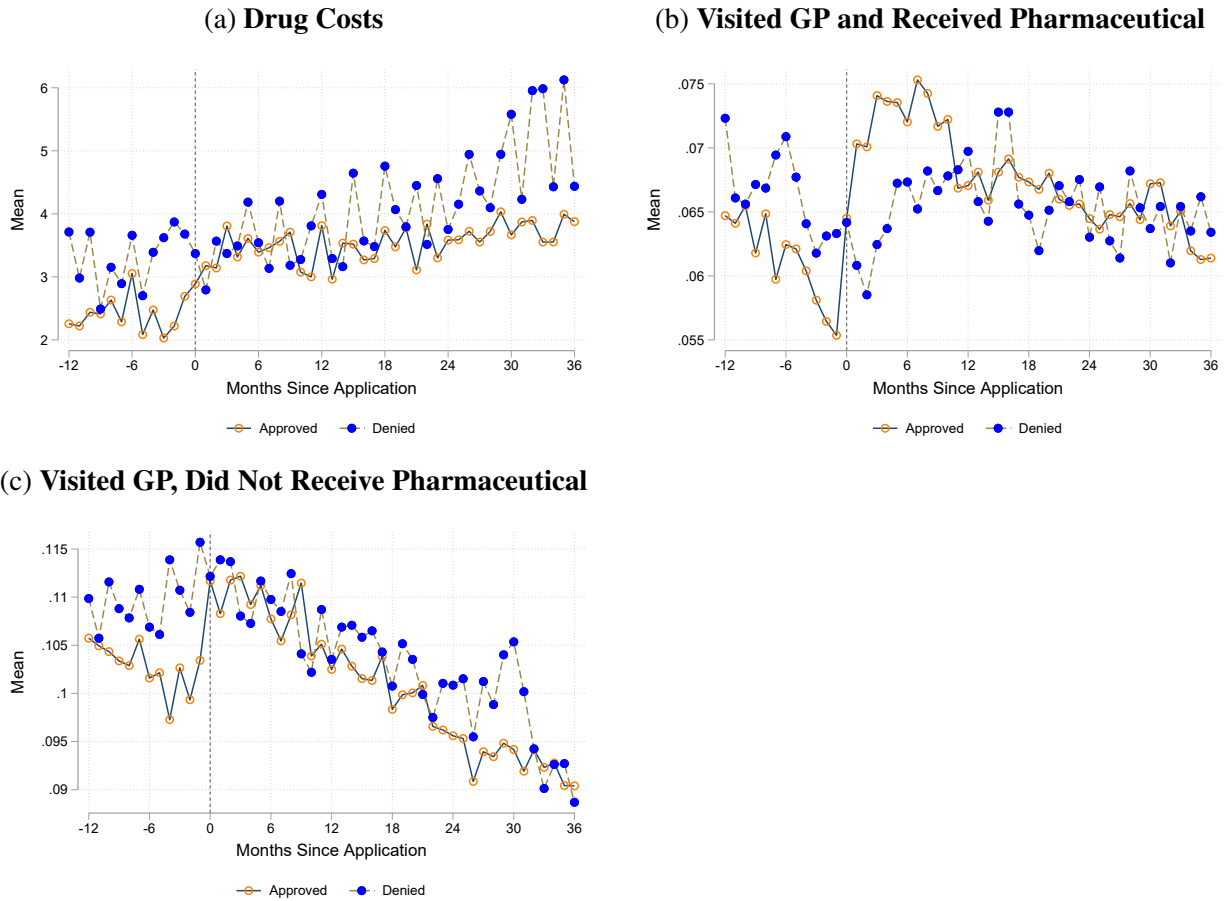 (a) Drug Costs
Mean
6
5
4
3
2
-12 -6 0 6 12 18 24 30 36
Months Since Application
Approved Denied
(b) Visited GP and Received Pharmaceutical
Mean
.075
.07
.065
.06
.055
-12 -6 0 6 12 18 24 30 36
Months Since Application
Approved Denied
(c) Visited GP, Did Not Receive Pharmaceutical
Mean
.115
.11
.105
.1
.095
.09
-12 -6 0 6 12 18 24 30 36
Months Since Application
Approved Denied